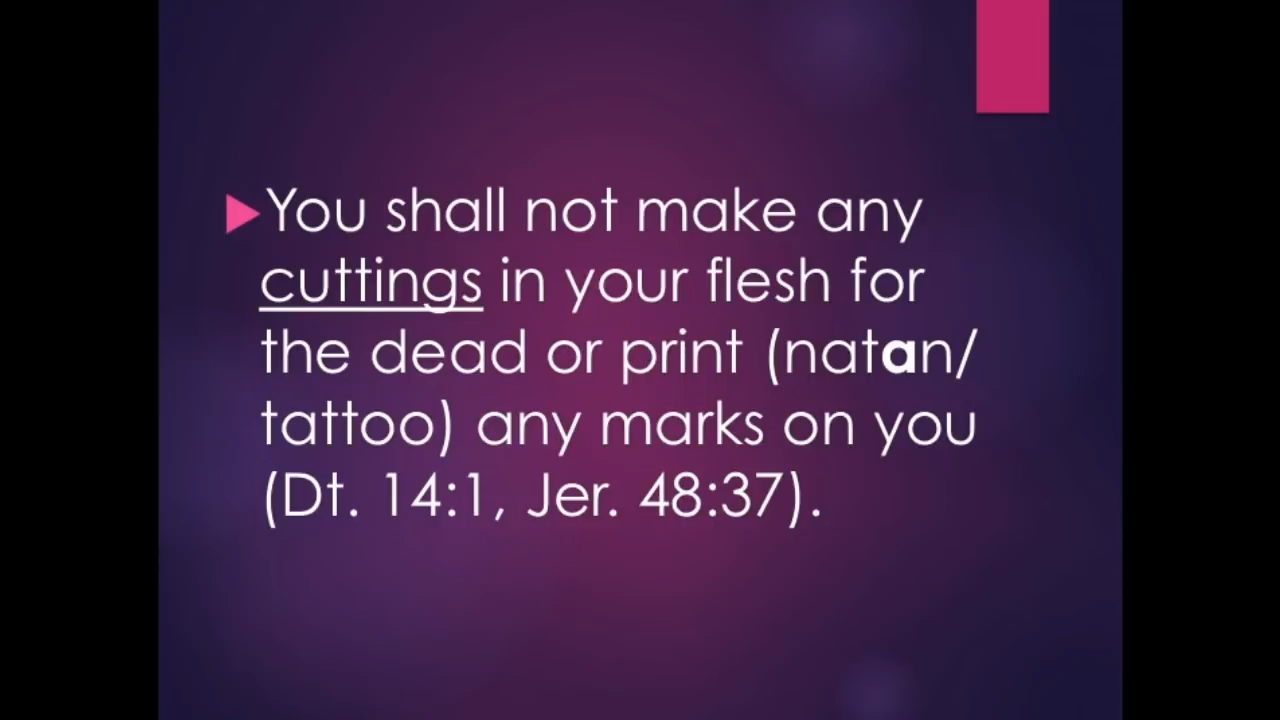 You shall not make any
cuttings in your flesh for
the dead or print (natan/
tattoo) any marks on you
(Dt. 14:1, Jer. 48:37).